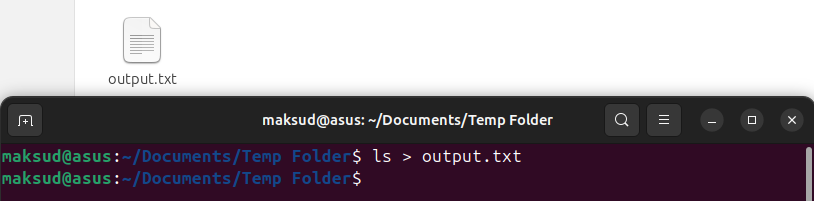 output.txt
maksud@asus: ~/Documents/Temp Folder
maksud@asus:~/Documents/Temp Folder$ ls > output.txt
maksud@asus:~/Documents/Temp Folder$